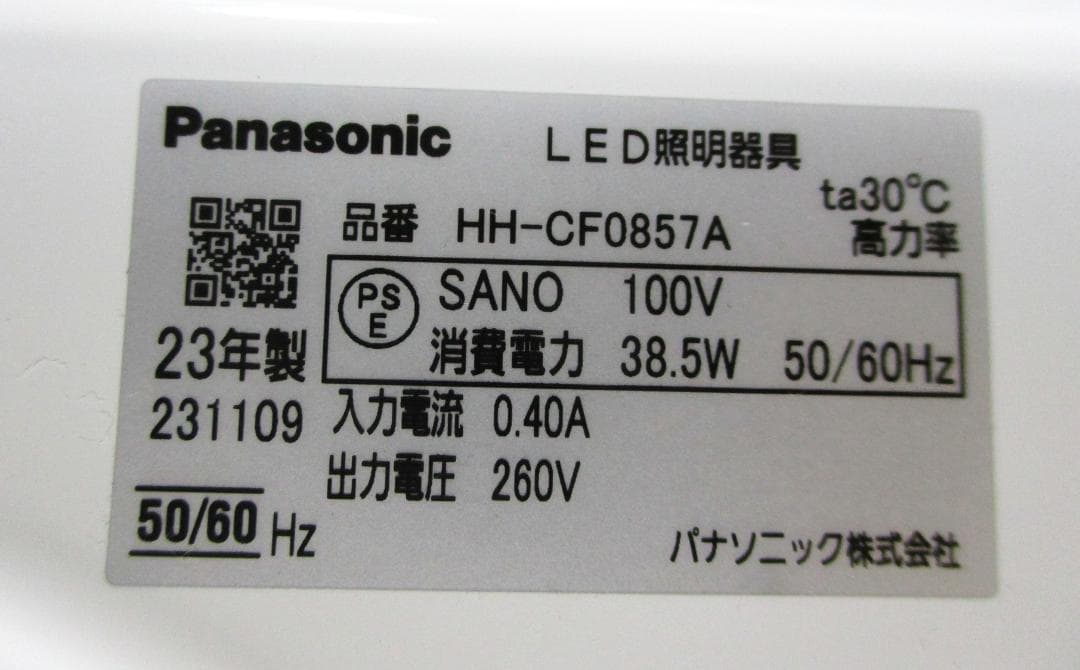 Panasonic LED照明器具
ta30℃
品番 HH-CF0857A 高力率
PS
E
SANO 100V
消費電力 38.5W 50/60Hz
23年製
231109
入力電流 0.40A
出力電圧 260V
50/60 Hz
パナソニック株式会社